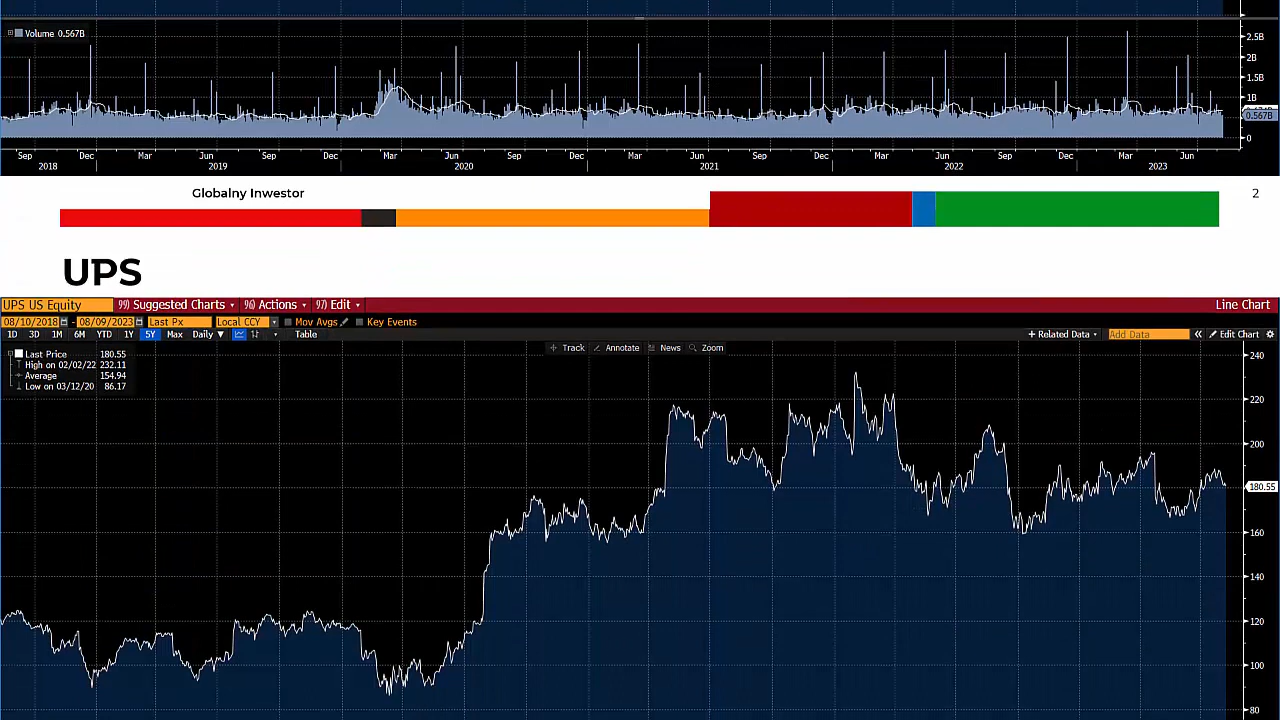 Volume 0.567B
2.5B
2B
1.5B
1B
0.567B
0
Sep Dec Mar Jun Sep Dec Mar Jun Sep Dec Mar Jun Sep Dec Mar Jun Sep Dec Mar Jun
2018 2019 2020 2021 2022 2023
Globalny Inwestor
2
UPS
UPS US Equity 99) Suggested Charts 96) Actions 97) Edit Line Chart
08/10/2018 - 08/09/2023 Last Px Local CCY Mov Avgs Key Events
1D 3D 1M 6M YTD 1Y 5Y Max Daily ▼ Table + Related Data Add Data « Edit Chart
Track Annotate News Zoom
Last Price 180.55
High on 02/02/22 232.11
Average 154.94
Low on 03/12/20 86.17
240
220
200
180.55
160
140
120
100
80